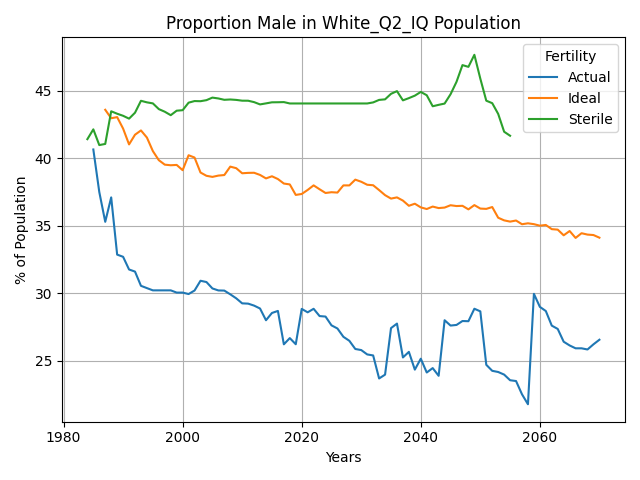 Proportion Male in White_Q2_IQ Population
% of Population
45
40
35
30
25
1980
2000
2020
2040
2060
Years
Fertility
Actual
Ideal
Sterile